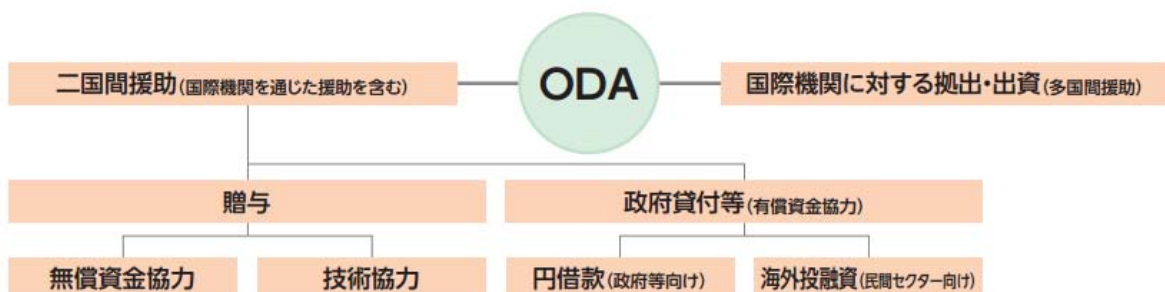 二国間援助(国際機関を通じた援助を含む)
ODA
国際機関に対する拠出・出資(多国間援助)
贈与
政府貸付等(有償資金協力)
無償資金協力
技術協力
円借款(政府等向け)
海外投融資(民間セクター向け)